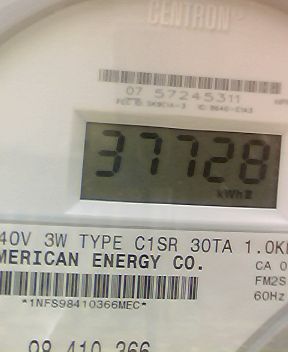 CENTRON
07 57245311
37728
kWh
40V 3W TYPE C1SR 30TA 1.0K
MERICAN ENERGY CO.
CA 0
FM2S
60Hz
*1NFS98410366MEC*
98 410 366